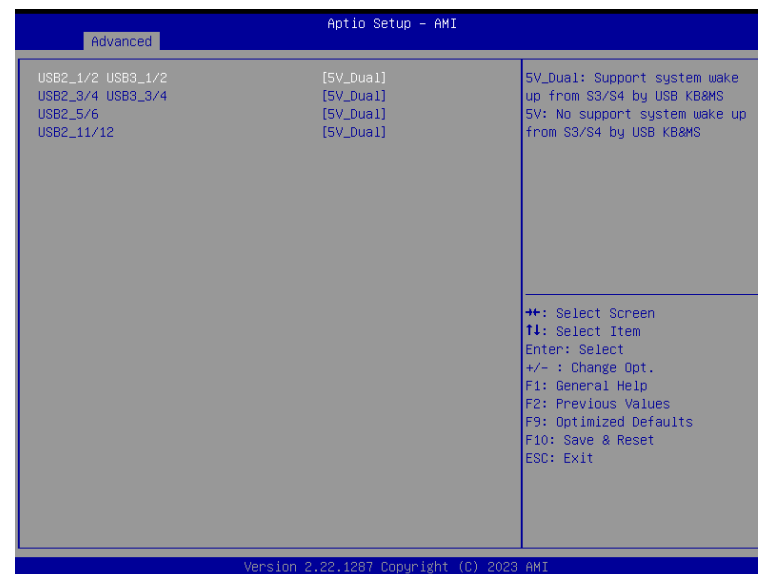 Aptio Setup – AMI
Advanced
USB2_1/2 USB3_1/2 [5V_Dual]
USB2_3/4 USB3_3/4 [5V_Dual]
USB2_5/6 [5V_Dual]
USB2_11/12 [5V_Dual]
5V_Dual: Support system wake
up from S3/S4 by USB KB&MS
5V: No support system wake up
from S3/S4 by USB KB&MS
→←: Select Screen
↑↓: Select Item
Enter: Select
+/– : Change Opt.
F1: General Help
F2: Previous Values
F9: Optimized Defaults
F10: Save & Reset
ESC: Exit
Version 2.22.1287 Copyright (C) 2023 AMI